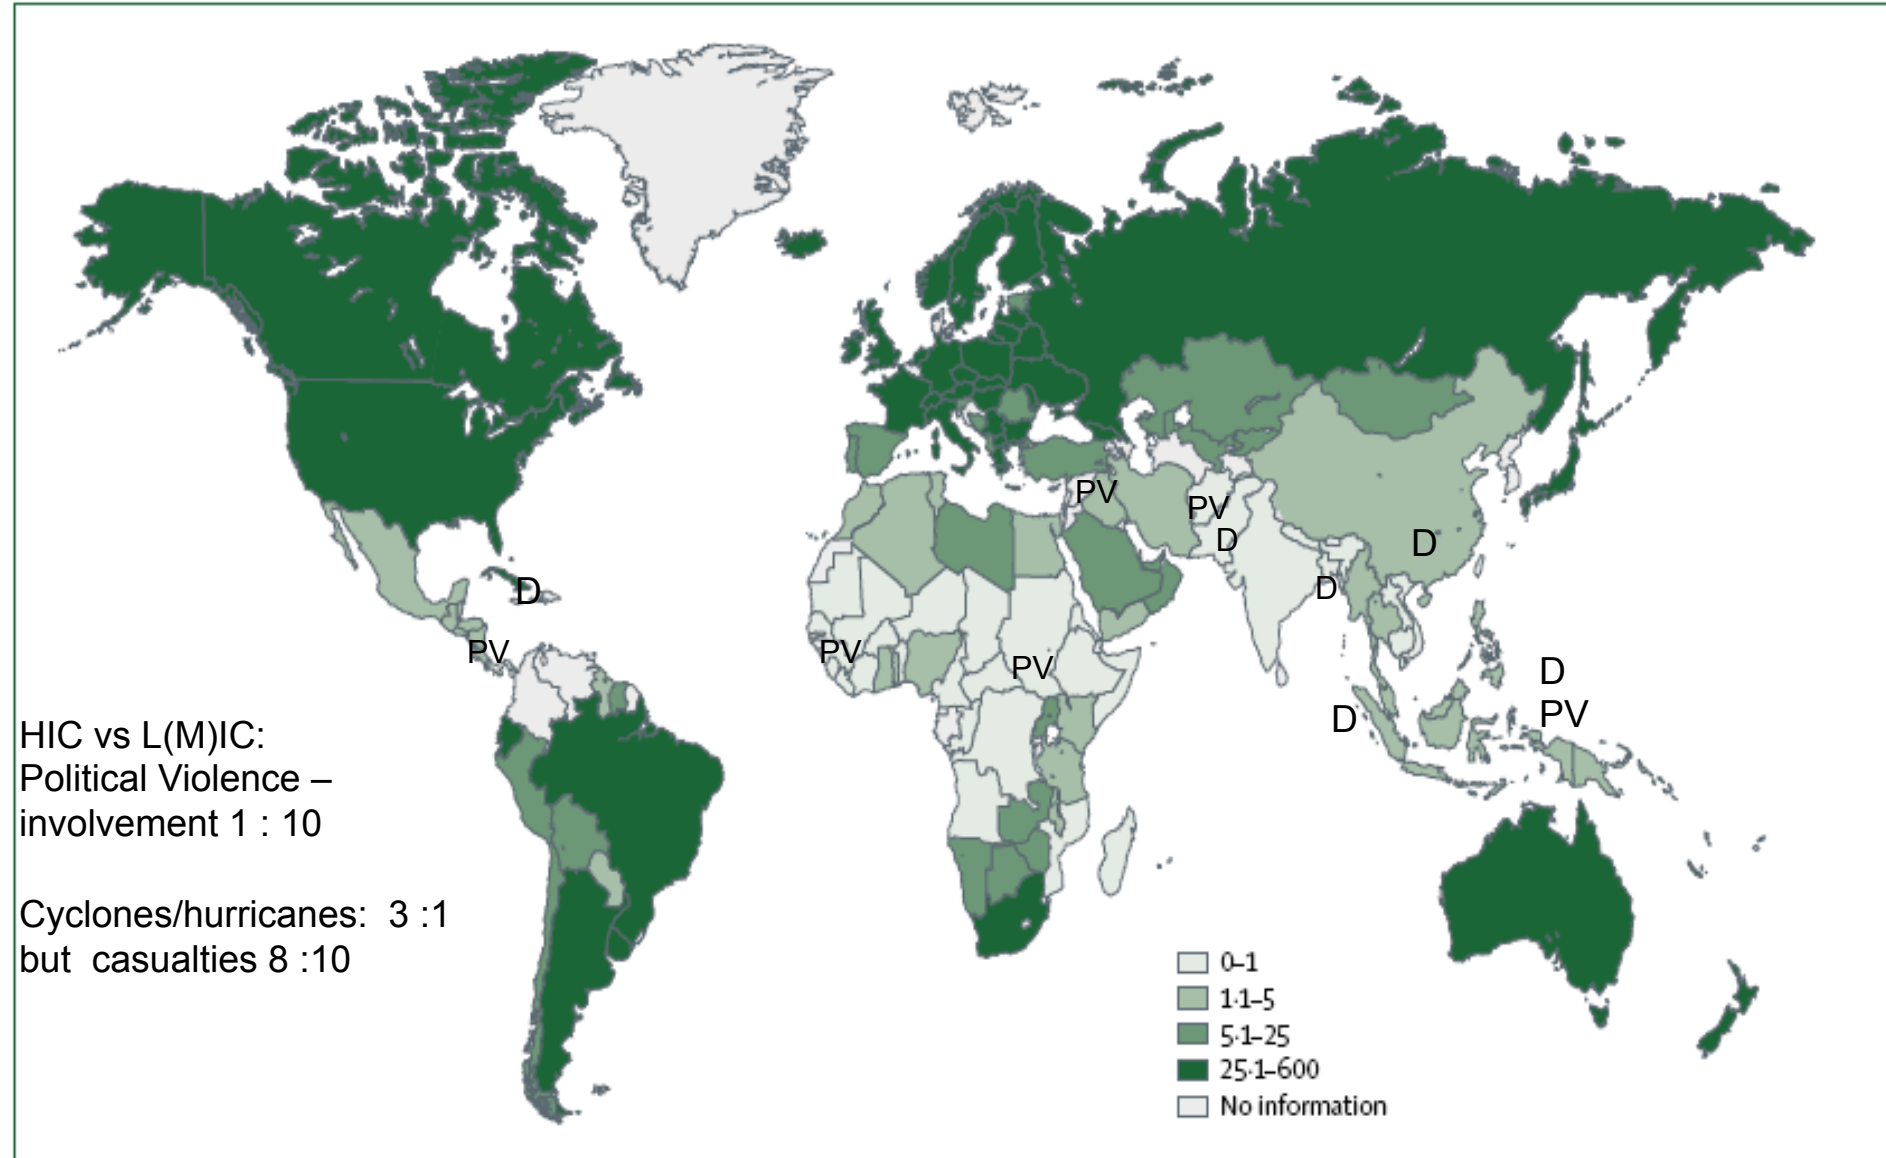 PV
PV
D
D
D
D
PV
PV
PV
D
D
PV
HIC vs L(M)IC:
Political Violence –
involvement 1 : 10
Cyclones/hurricanes:  3 :1
but  casualties 8 :10
0–1
1·1–5
5·1–25
25·1–600
No information